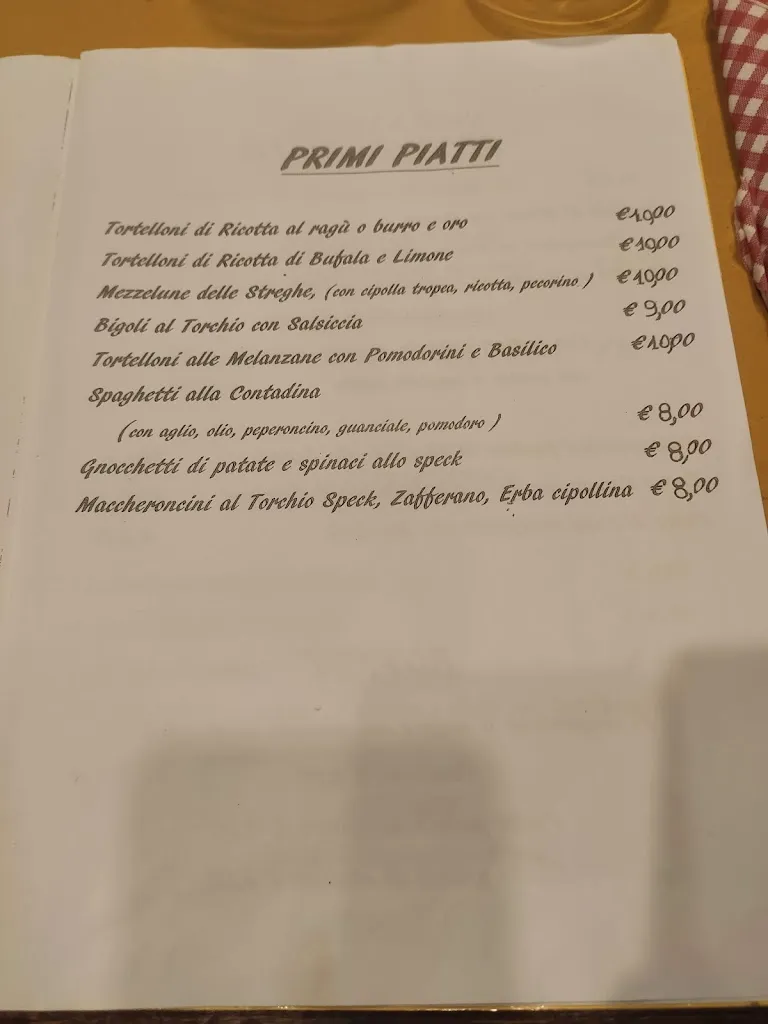 PRIMI PIATTI
Tortelloni di Ricotta al ragù o burro e oro €10,00
Tortelloni di Ricotta di Bufala e Limone €10,00
Mezzelune delle Streghe, (con cipolla tropea, ricotta, pecorino ) €10,00
Bigoli al Torchio con Salsiccia € 9,00
Tortelloni alle Melanzane con Pomodorini e Basilico €10,00
Spaghetti alla Contadina
(con aglio, olio, peperoncino, guanciale, pomodoro ) € 8,00
Gnocchetti di patate e spinaci allo speck € 8,00
Maccheroncini al Torchio Speck, Zafferano, Erba cipollina € 8,00